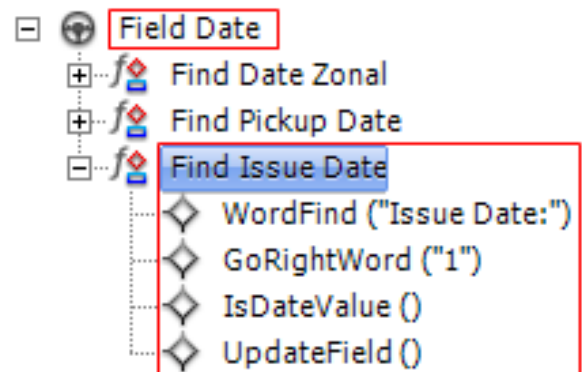 Field Date
Find Date Zonal
Find Pickup Date
Find Issue Date
WordFind ("Issue Date:")
GoRightWord ("1")
IsDateValue ()
UpdateField ()